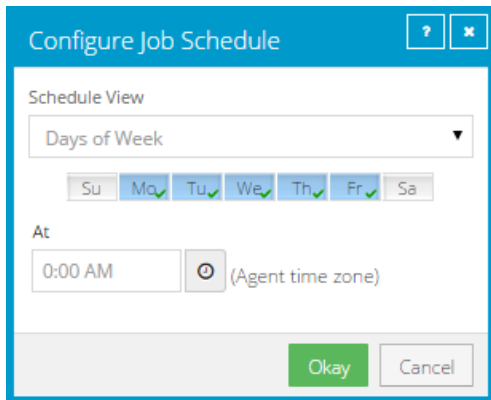 Configure Job Schedule ? ×
Schedule View
Days of Week
Su Mo Tu We Th Fr Sa
At
0:00 AM (Agent time zone)
Okay Cancel